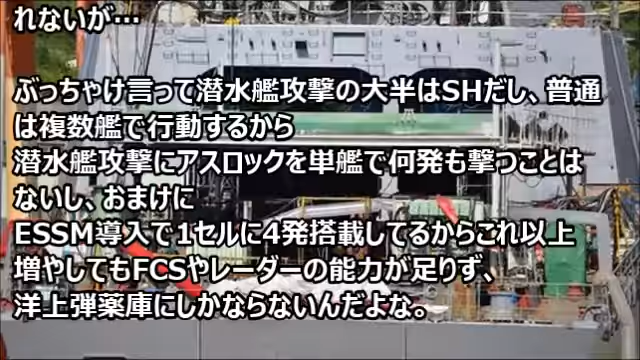 れないが…
ぶっちゃけ言って潜水艦攻撃の大半はSHだし、普通
は複数艦で行動するから
潜水艦攻撃にアスロックを単艦で何発も撃つことは
ないし、おまけに
ESSM導入で1セルに4発搭載してるからこれ以上
増やしてもFCSやレーダーの能力が足りず、
洋上弾薬庫にしかならないんだよな。